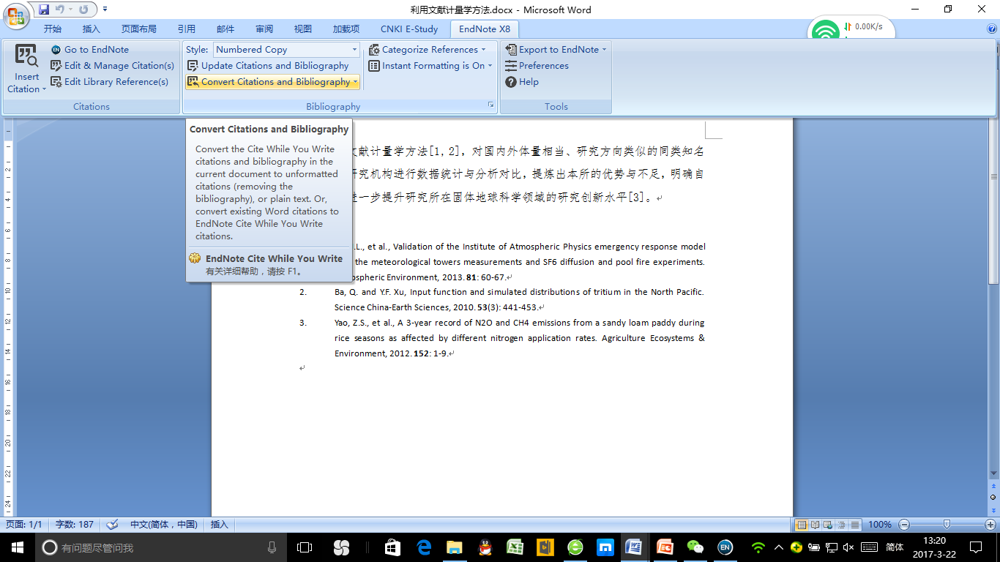 利用文献计量学方法.docx - Microsoft Word
开始 插入 页面布局 引用 邮件 审阅 视图 加载项 CNKI E-Study EndNote X8
0.00K/s
Go to EndNote
Edit & Manage Citation(s)
Edit Library Reference(s)
Insert
Citation
Citations
Style: Numbered Copy
Update Citations and Bibliography
Convert Citations and Bibliography
Categorize References
Instant Formatting is On
Bibliography
Export to EndNote
Preferences
Help
Tools
Convert Citations and Bibliography
Convert the Cite While You Write
citations and bibliography in the
current document to unformatted
citations (removing the
bibliography), or plain text. Or,
convert existing Word citations to
EndNote Cite While You Write
citations.
EndNote Cite While You Write
有关详细帮助，请按 F1。
文献计量学方法[1, 2]，对国内外体量相当、研究方向类似的同类知名
研究机构进行数据统计与分析对比，提炼出本所的优势与不足，明确自
进一步提升研究所在固体地球科学领域的研究创新水平[3]。
.L., et al., Validation of the Institute of Atmospheric Physics emergency response model
the meteorological towers measurements and SF6 diffusion and pool fire experiments.
ospheric Environment, 2013. 81: 60-67.
2. Ba, Q. and Y.F. Xu, Input function and simulated distributions of tritium in the North Pacific.
Science China-Earth Sciences, 2010. 53(3): 441-453.
3. Yao, Z.S., et al., A 3-year record of N2O and CH4 emissions from a sandy loam paddy during
rice seasons as affected by different nitrogen application rates. Agriculture Ecosystems &
Environment, 2012. 152: 1-9.
2
4
6
8
10
12
14
16
18
20
22
24
页面: 1/1 字数: 187 中文(简体，中国) 插入 100%
有问题尽管问我
简体
13:20
2017-3-22